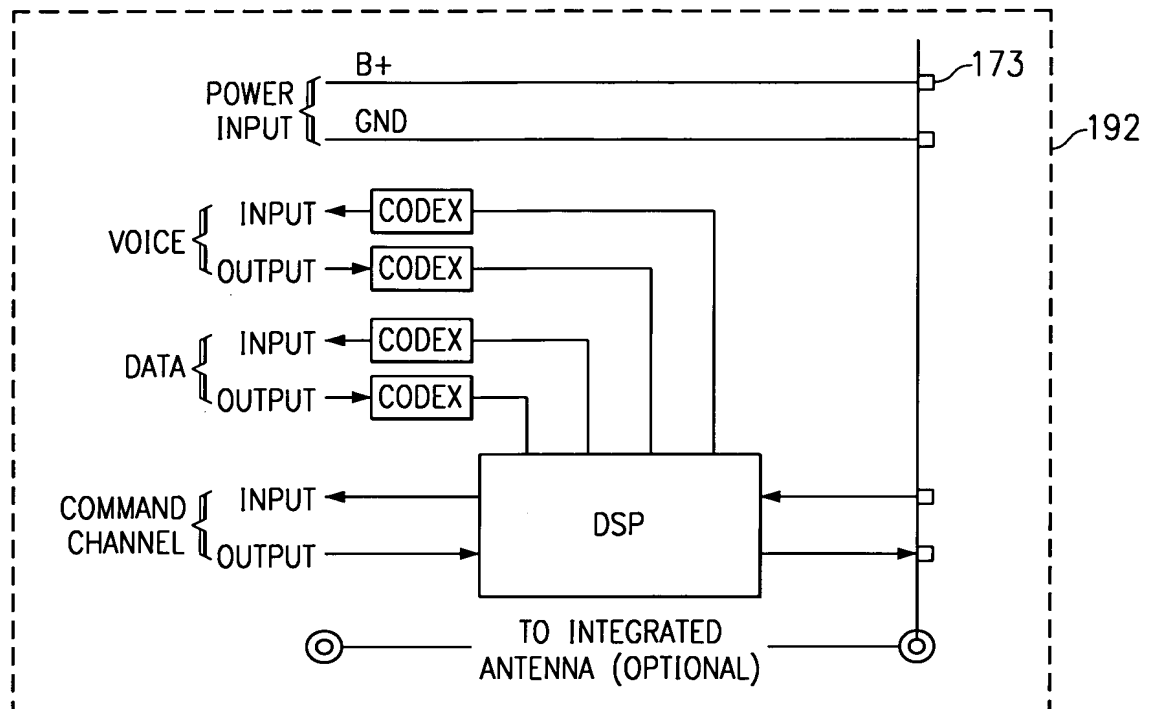 B+
173
POWER
INPUT
GND
192
INPUT
CODEX
VOICE
OUTPUT
CODEX
INPUT
CODEX
DATA
OUTPUT
CODEX
INPUT
COMMAND
CHANNEL
DSP
OUTPUT
TO INTEGRATED
ANTENNA (OPTIONAL)